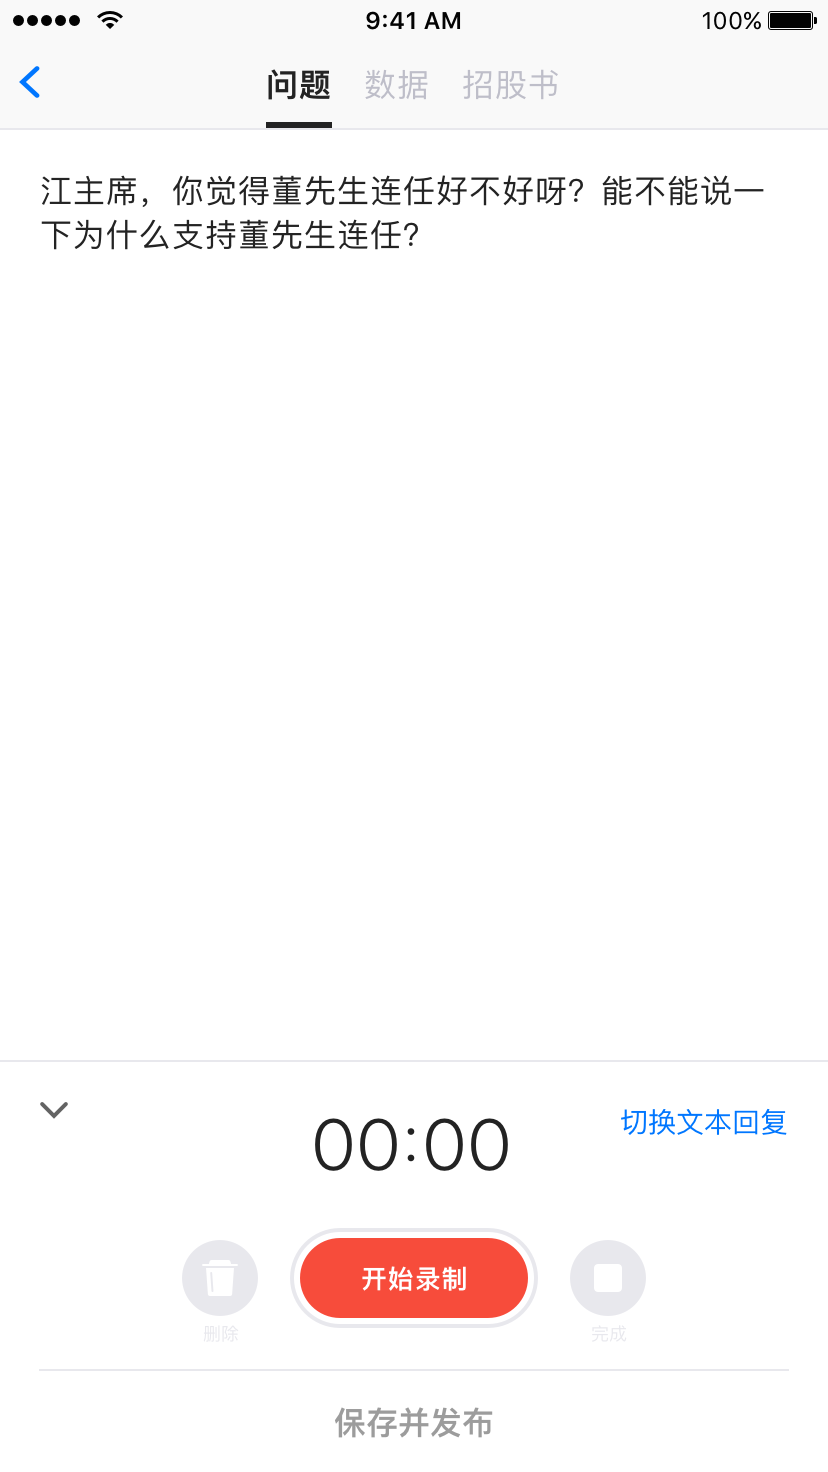 9:41 AM 100%
问题 数据 招股书
江主席，你觉得董先生连任好不好呀？能不能说一
下为什么支持董先生连任？
切换文本回复
00:00
开始录制
删除 完成
保存并发布